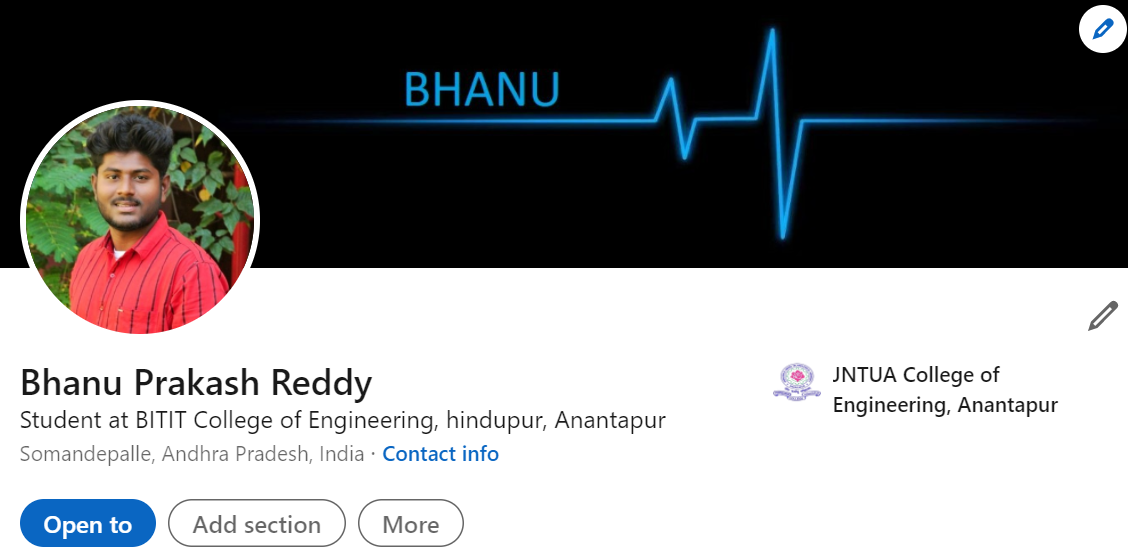 BHANU
Bhanu Prakash Reddy
Student at BITIT College of Engineering, hindupur, Anantapur
Somandepalle, Andhra Pradesh, India · Contact info
JNTUA College of
Engineering, Anantapur
Open to
Add section
More